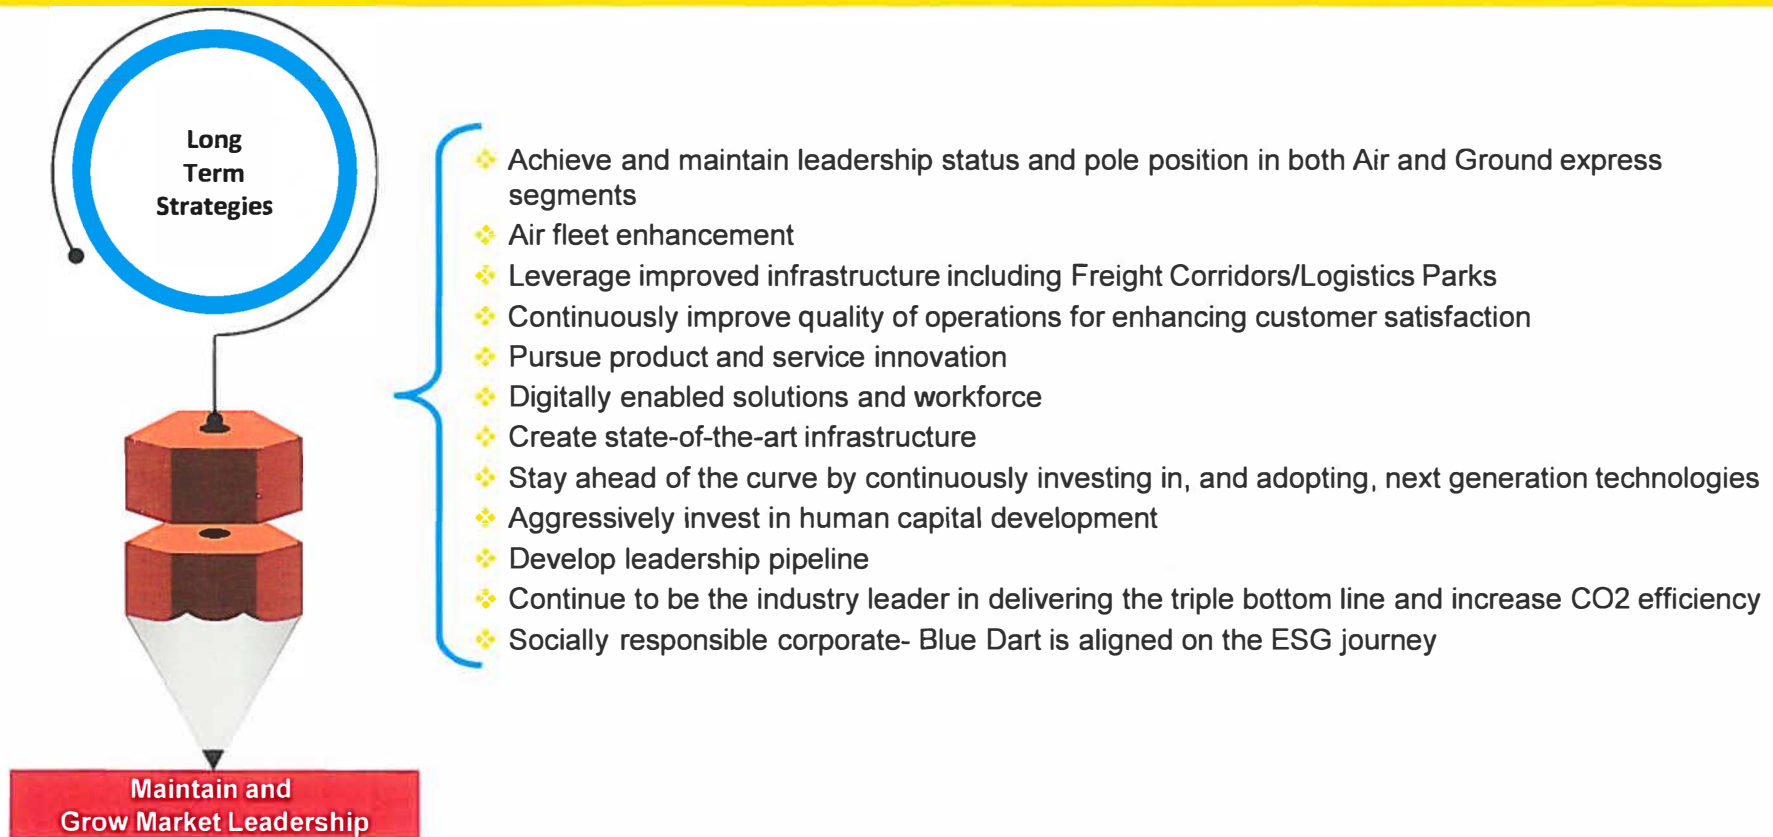 Long
Term
Strategies
Achieve and maintain leadership status and pole position in both Air and Ground express
segments
Air fleet enhancement
Leverage improved infrastructure including Freight Corridors/Logistics Parks
Continuously improve quality of operations for enhancing customer satisfaction
Pursue product and service innovation
Digitally enabled solutions and workforce
Create state-of-the-art infrastructure
Stay ahead of the curve by continuously investing in, and adopting, next generation technologies
Aggressively invest in human capital development
Develop leadership pipeline
Continue to be the industry leader in delivering the triple bottom line and increase CO2 efficiency
Socially responsible corporate- Blue Dart is aligned on the ESG journey
Maintain and
Grow Market Leadership